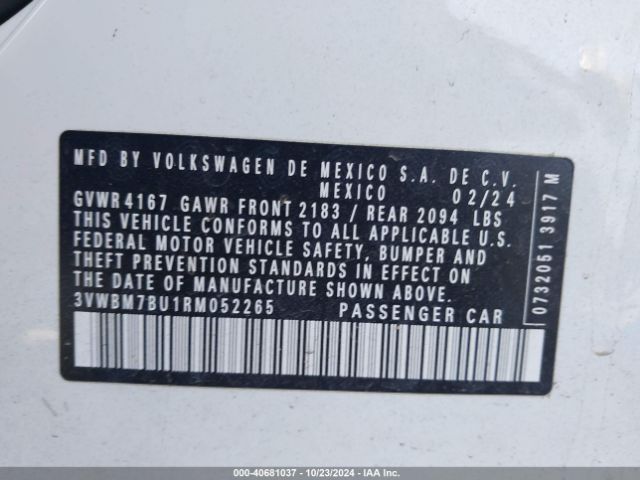 MFD BY VOLKSWAGEN DE MEXICO S.A. DE C.V.
MEXICO 02/24
GVWR 4167 GAWR FRONT 2183 / REAR 2094 LBS
THIS VEHICLE CONFORMS TO ALL APPLICABLE U.S.
FEDERAL MOTOR VEHICLE SAFETY, BUMPER AND
THEFT PREVENTION STANDARDS IN EFFECT ON
THE DATE OF MANUFACTURE SHOWN ABOVE.
3VWBM7BU1RM052265 PASSENGER CAR
0732051 3917 M
000-40681037 - 10/23/2024 - IAAI.COM